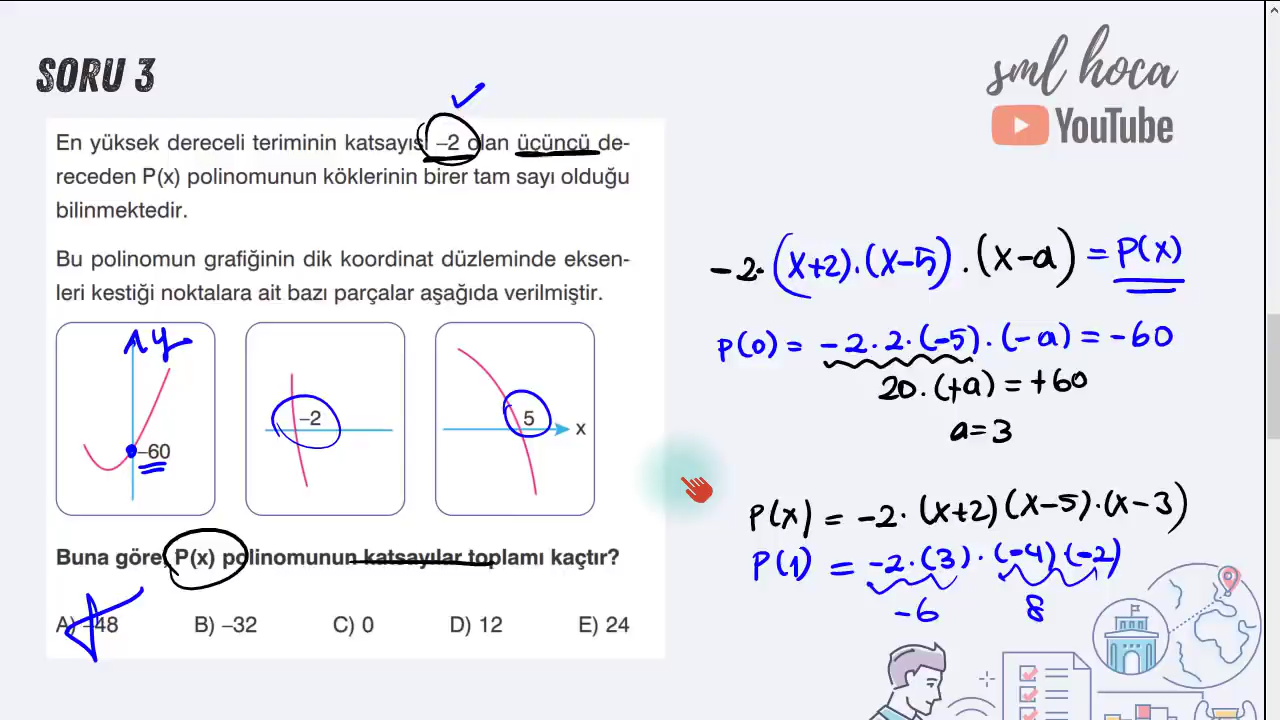 SORU 3
sml hoca
YouTube
En yüksek dereceli teriminin katsayısı –2 olan üçüncü de-
receden P(x) polinomunun köklerinin birer tam sayı olduğu
bilinmektedir.
Bu polinomun grafiğinin dik koordinat düzleminde eksen-
leri kestiği noktalara ait bazı parçalar aşağıda verilmiştir.
y
–60
–2
5
x
Buna göre P(x) polinomunun katsayılar toplamı kaçtır?
A) –48 B) –32 C) 0 D) 12 E) 24
-2·(x+2)·(x-5)·(x-a) = P(x)
P(0) = -2·2·(-5)·(-a) = -60
20·(+a) = +60
a=3
P(x) = -2·(x+2)(x-5)·(x-3)
P(1) = -2·(3)·(-4)(-2)
-6 8